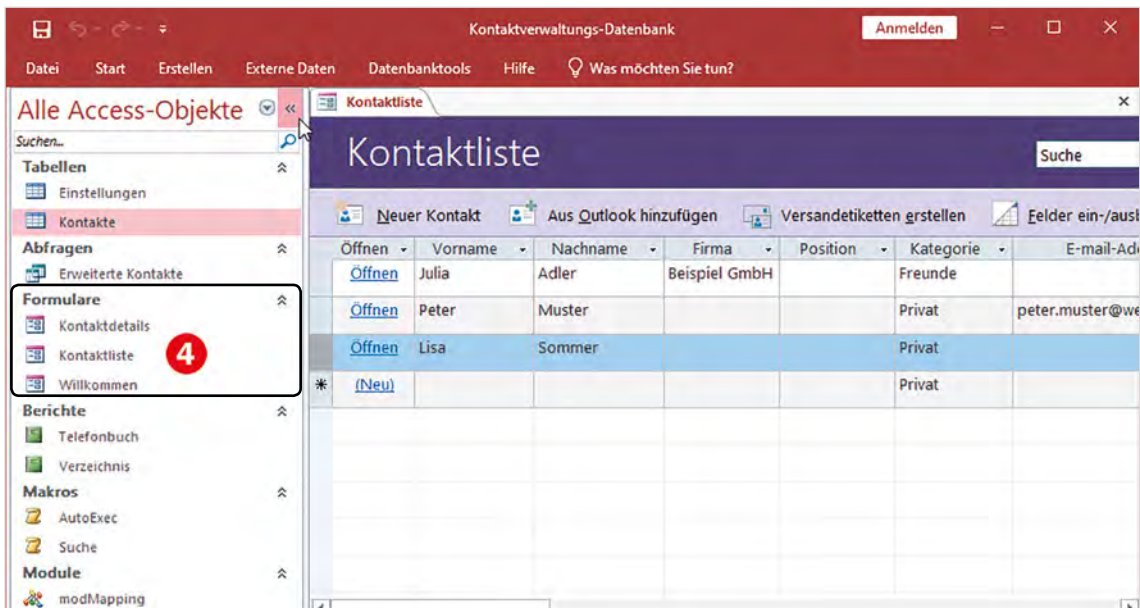 Kontaktverwaltungs-Datenbank Anmelden
Datei Start Erstellen Externe Daten Datenbanktools Hilfe Was möchten Sie tun?
Alle Access-Objekte «
Suchen...
Tabellen
Einstellungen
Kontakte
Abfragen
Erweiterte Kontakte
Formulare
Kontaktdetails
Kontaktliste
4
Willkommen
Berichte
Telefonbuch
Verzeichnis
Makros
AutoExec
Suche
Module
modMapping
Kontaktliste
Kontaktliste Suche
Neuer Kontakt Aus Outlook hinzufügen Versandetiketten erstellen Felder ein-/ausb
Öffnen Vorname Nachname Firma Position Kategorie E-mail-Adr
Öffnen Julia Adler Beispiel GmbH Freunde
Öffnen Peter Muster Privat peter.muster@we
Öffnen Lisa Sommer Privat
* (Neu) Privat